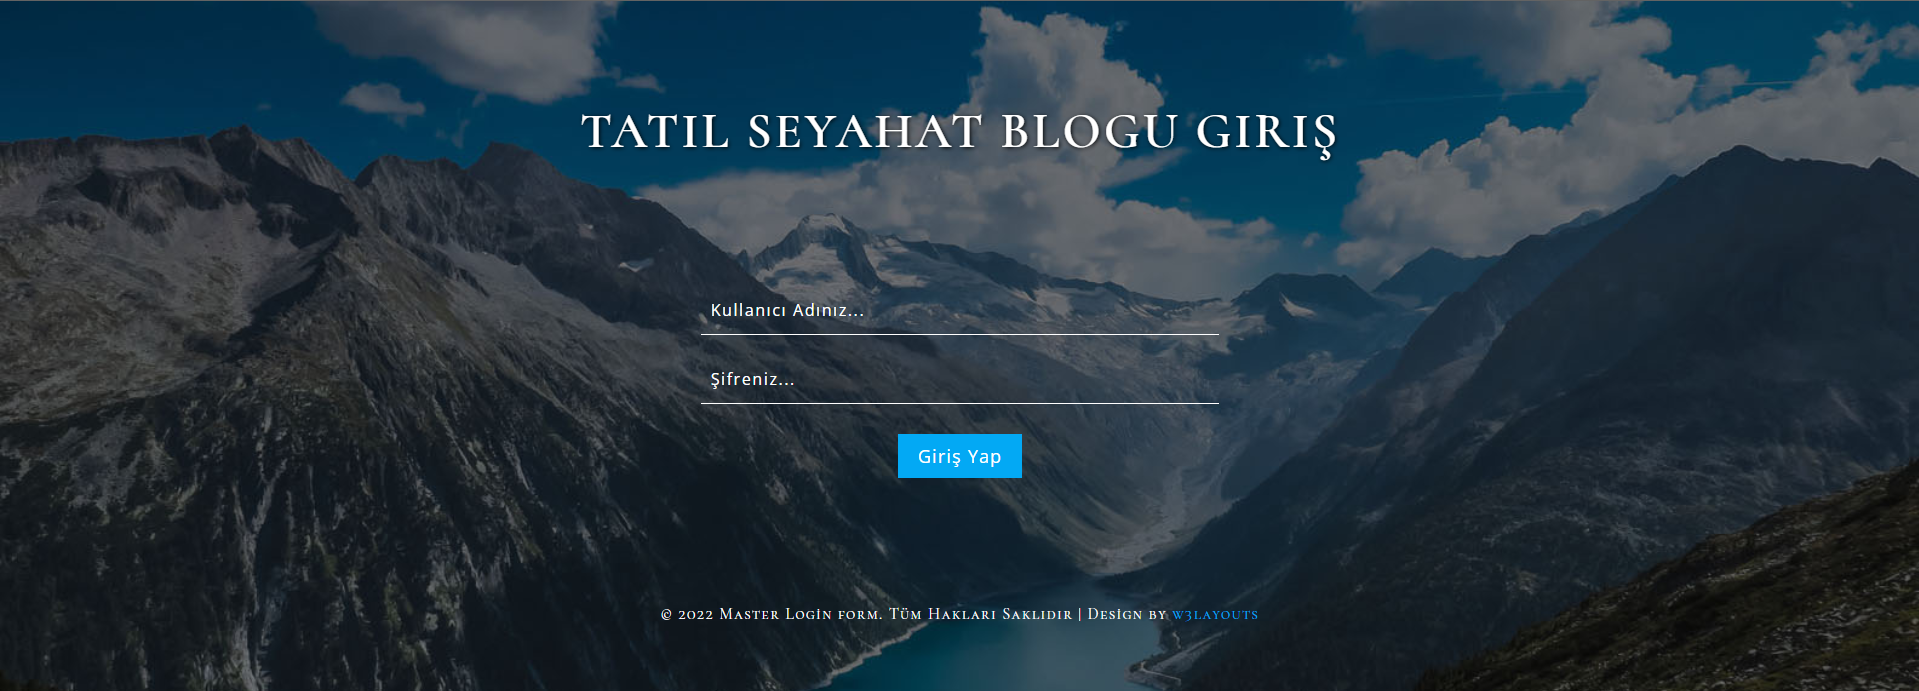 TATIL SEYAHAT BLOGU GIRIŞ
Kullanıcı Adınız...
Şifreniz...
Giriş Yap
© 2022 Master Login form. Tüm Hakları Saklıdır | Design by w3layouts